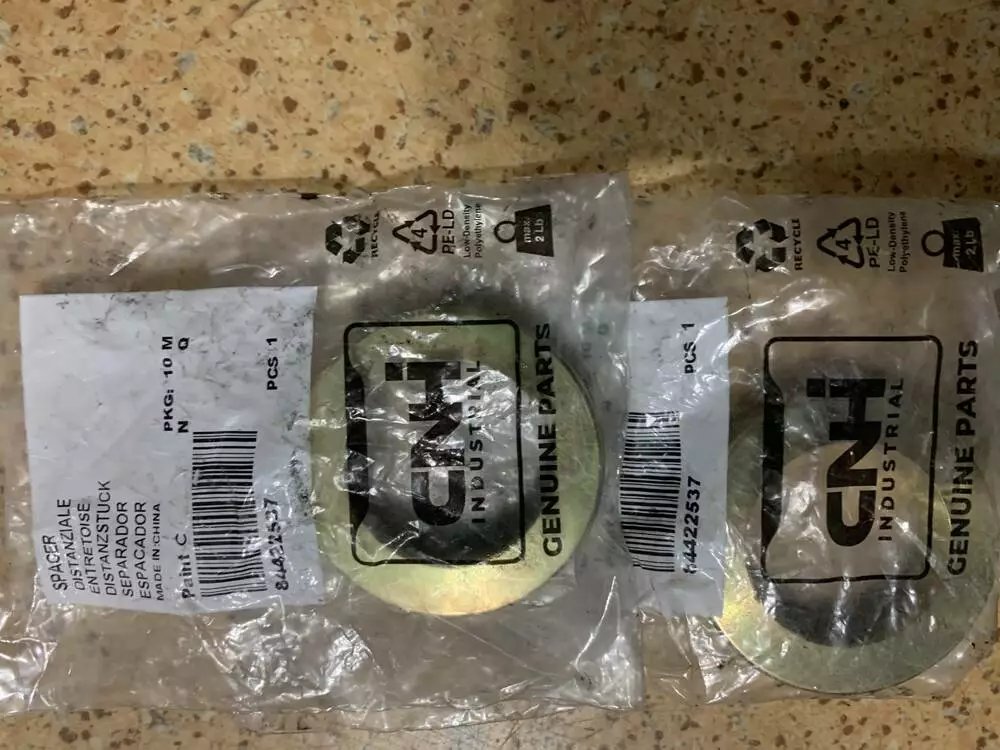 SPACER
DISTANZIALE
ENTRETOISE
DISTANZSTUCK
SEPARADOR
ESPACADOR
MADE IN CHINA
PKG: 10 M
N Q
Paint C
PCS 1
84422537
RECYCLE
4
PE-LD
Low-Density
Polyethylene
max.
2 Lb
CNH
INDUSTRIAL
GENUINE PARTS
PCS 1
84422537
RECYCLE
4
PE-LD
Low-Density
Polyethylene
max.
2 Lb
CNH
INDUSTRIAL
GENUINE PARTS